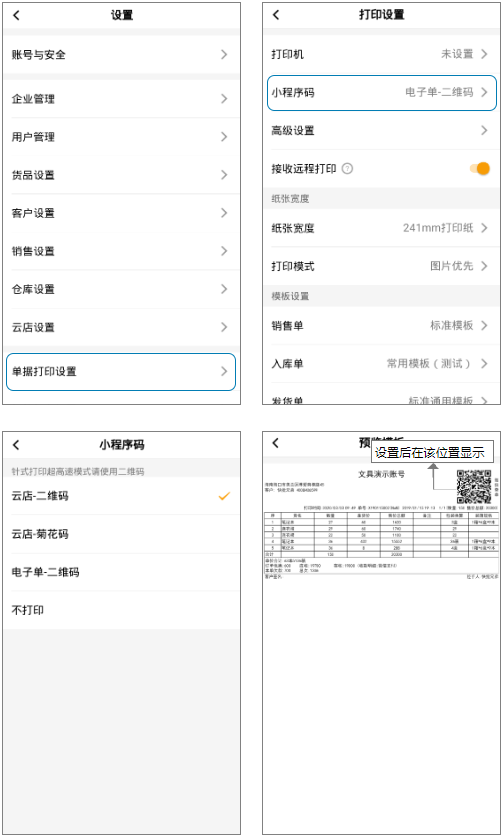 设置
账号与安全
企业管理
用户管理
货品设置
客户设置
销售设置
仓库设置
云店设置
单据打印设置
打印设置
打印机 未设置
小程序码 电子单-二维码
高级设置
接收远程打印 ?
纸张宽度
纸张宽度 241mm打印纸
打印模式 图片优先
模板设置
销售单 标准模板
入库单 常用模板（测试）
发货单 标准通用模板
小程序码
针式打印超高速模式请使用二维码
云店-二维码
云店-菊花码
电子单-二维码
不打印
预览模板
设置后在该位置显示
文具演示账号